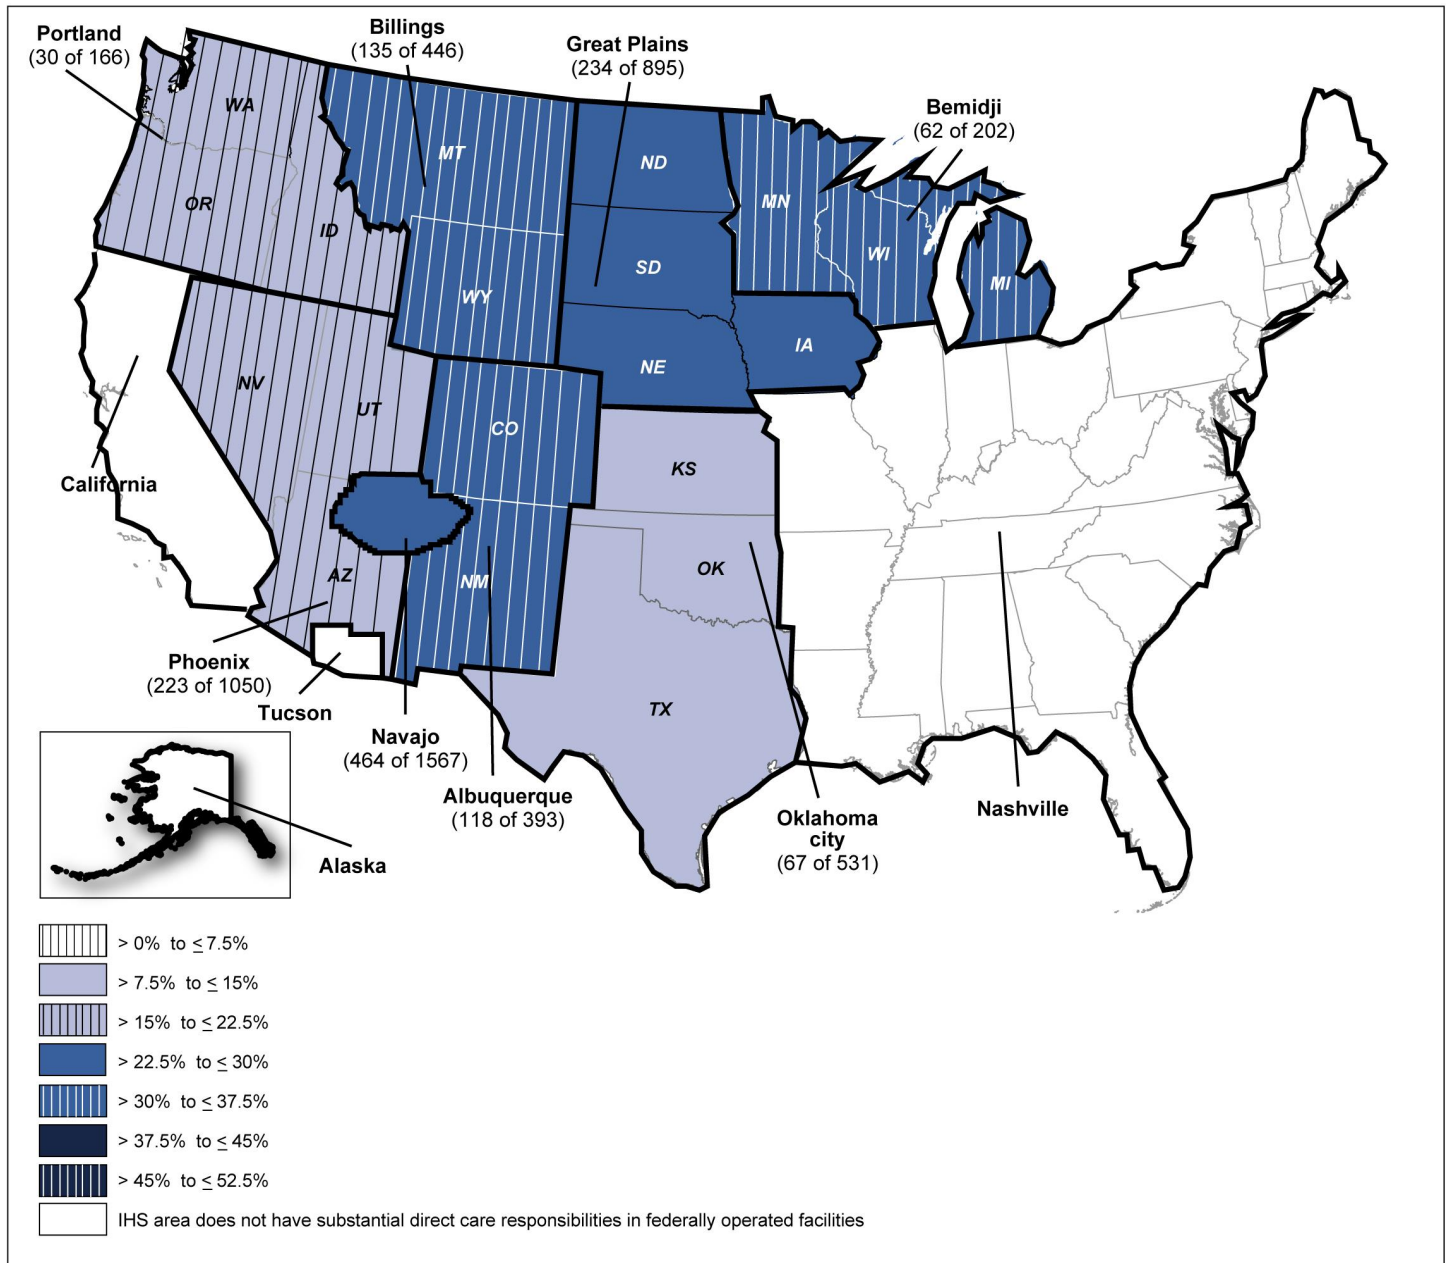 Portland
(30 of 166)
Billings
(135 of 446)
Great Plains
(234 of 895)
Bemidji
(62 of 202)
WA
MT
ND
OR
ID
MN
WI
SD
MI
WY
IA
NE
NV
UT
CO
KS
California
OK
AZ
NM
Phoenix
(223 of 1050)
Tucson
TX
Navajo
(464 of 1567)
Albuquerque
(118 of 393)
Oklahoma
city
(67 of 531)
Nashville
Alaska
> 0% to ≤ 7.5%
> 7.5% to ≤ 15%
> 15% to ≤ 22.5%
> 22.5% to ≤ 30%
> 30% to ≤ 37.5%
> 37.5% to ≤ 45%
> 45% to ≤ 52.5%
IHS area does not have substantial direct care responsibilities in federally operated facilities